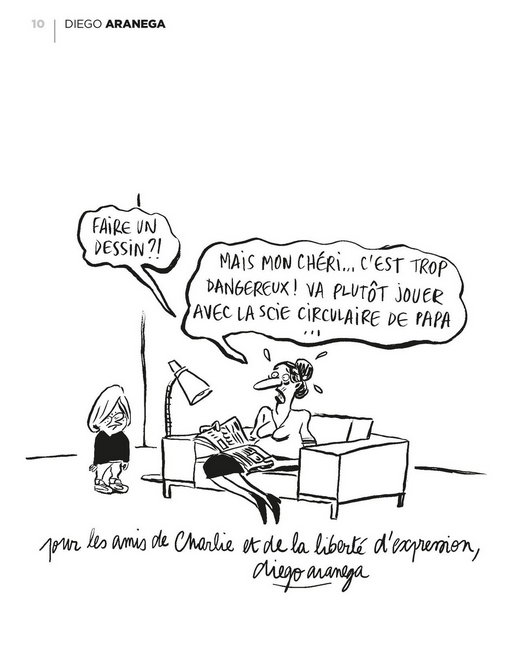 10 DIEGO ARANEGA
FAIRE UN
DESSIN?!
MAIS MON CHÉRI... C'EST TROP
DANGEREUX! VA PLUTÔT JOUER
AVEC LA SCIE CIRCULAIRE DE PAPA
...
pour les amis de Charlie et de la liberté d'expression,
diego aranega